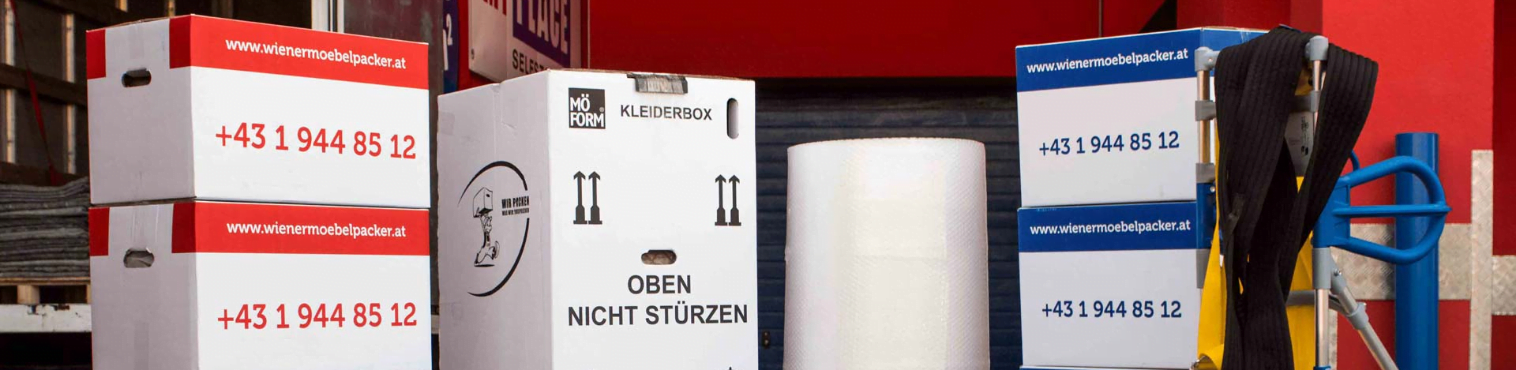 www.wienermoebelpacker.at
+43 1 944 85 12
www.wienermoebelpacker.at
+43 1 944 85 12
MÖ
FORM
KLEIDERBOX
WIR PACKEN
OBEN
NICHT STÜRZEN
www.wienermoebelpacker.at
+43 1 944 85 12
www.wienermoebelpacker.at
+43 1 944 85 12